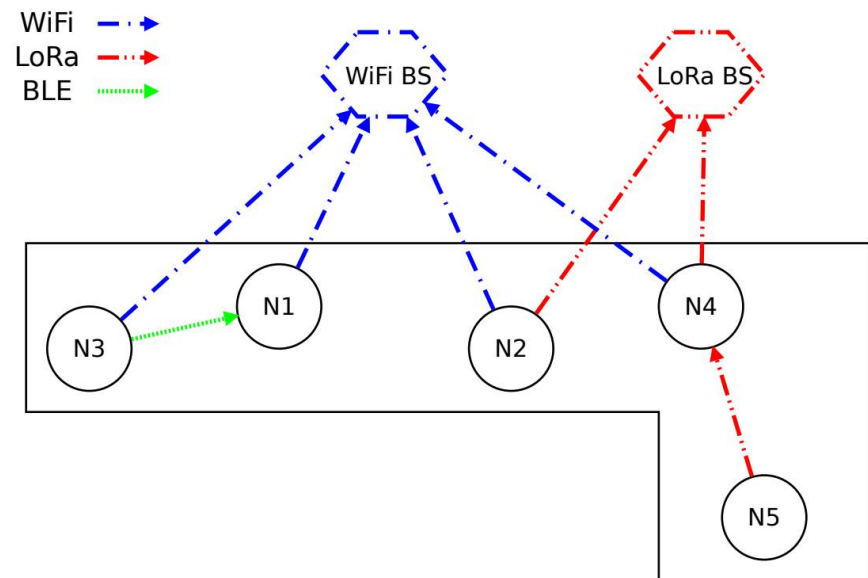 WiFi
LoRa
BLE
WiFi BS
LoRa BS
N3
N1
N2
N4
N5